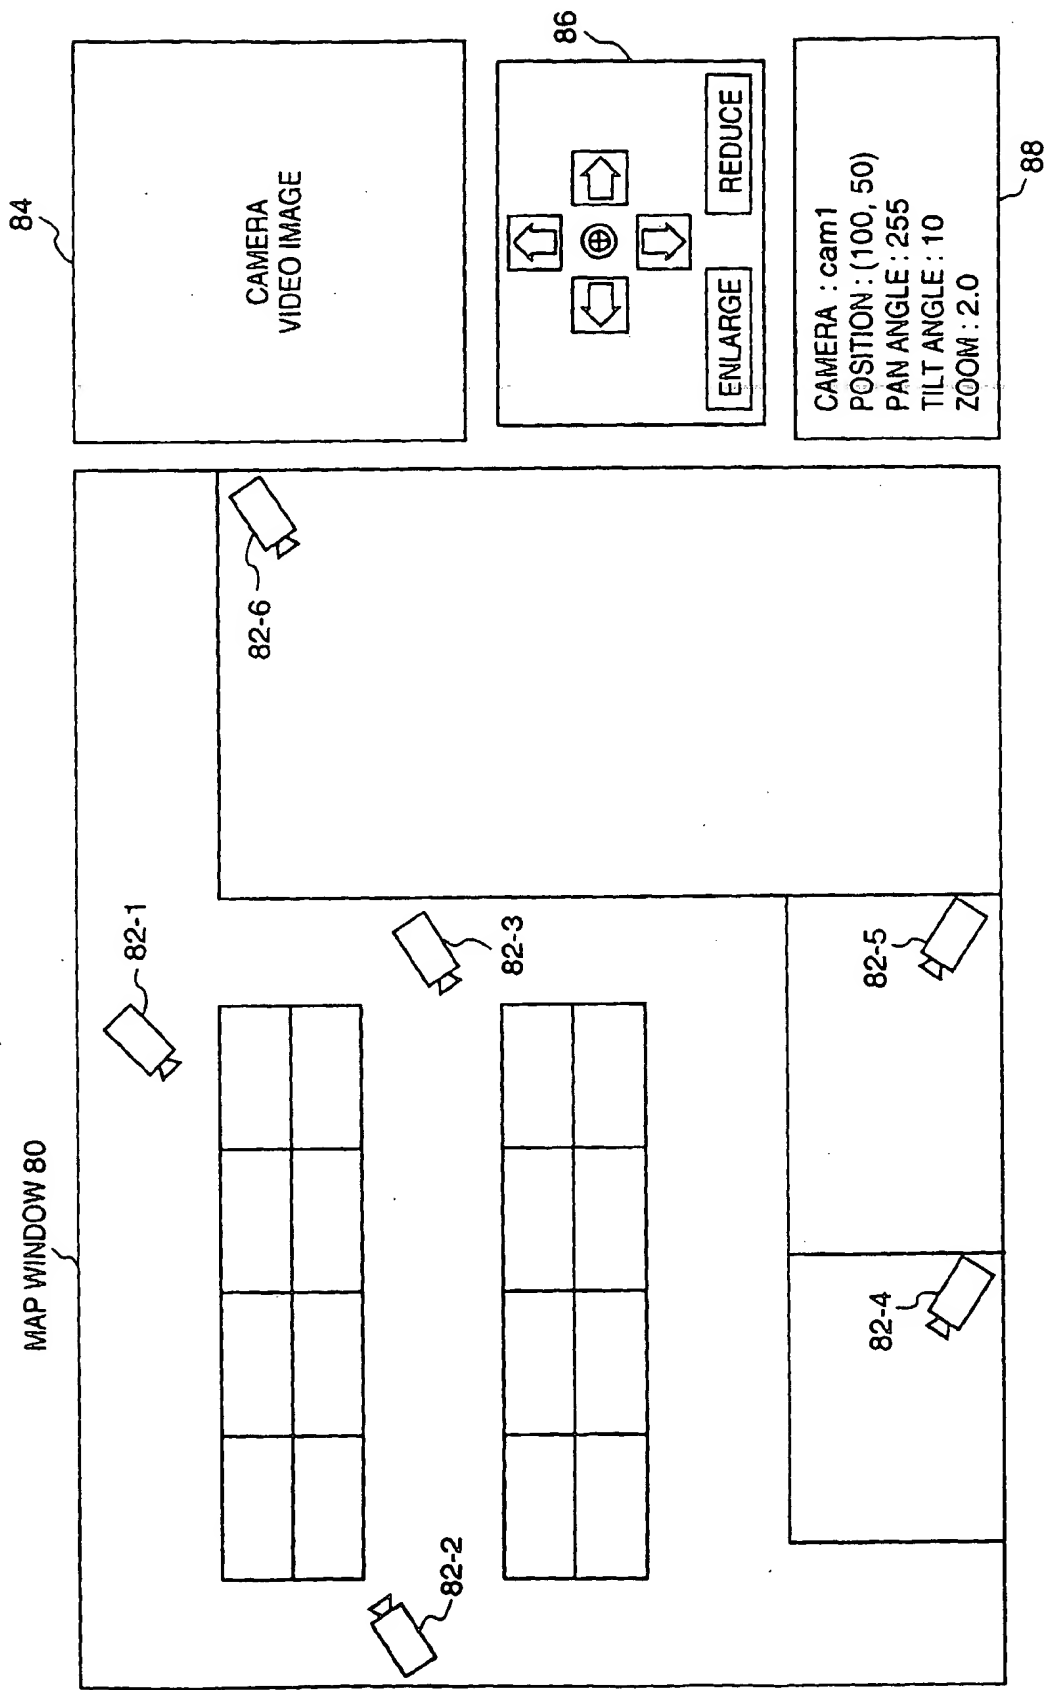 MAP WINDOW 80
82-1
82-2
82-3
82-4
82-5
82-6
84
CAMERA
VIDEO IMAGE
86
ENLARGE
REDUCE
CAMERA : cam1
POSITION : (100, 50)
PAN ANGLE : 255
TILT ANGLE : 10
ZOOM : 2.0
88